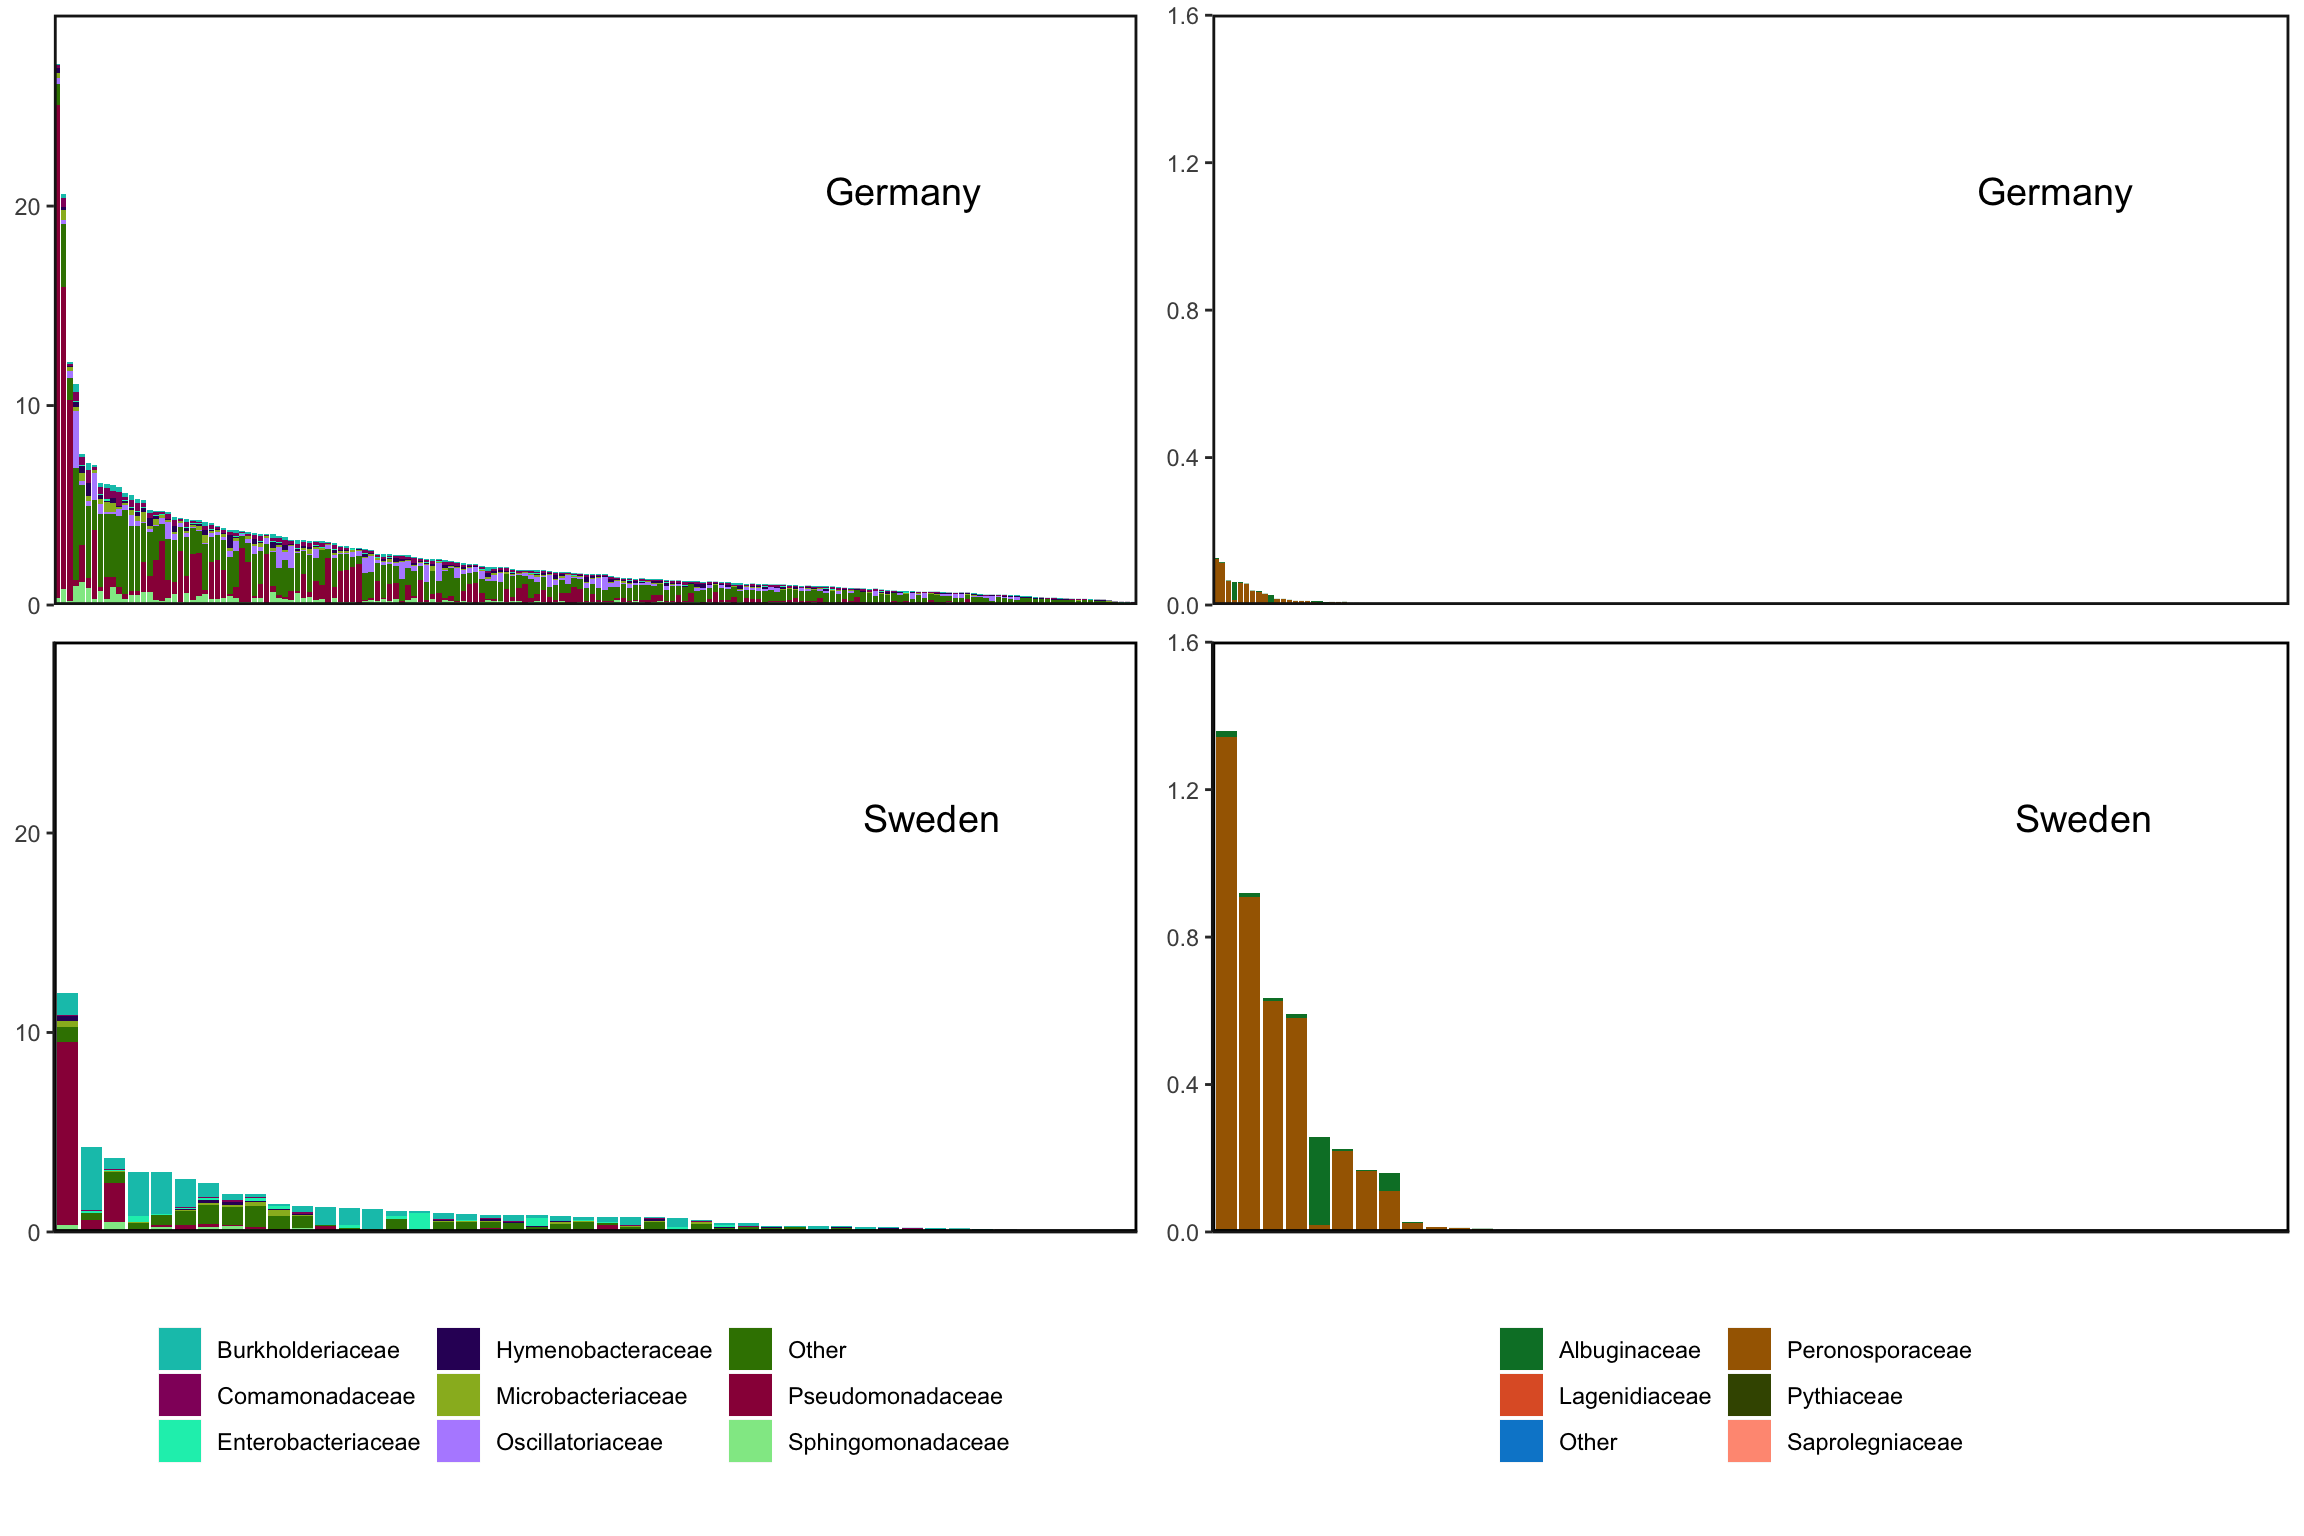 20
10
0
Germany
1.6
1.2
0.8
0.4
0.0
Germany
20
10
0
Sweden
1.6
1.2
0.8
0.4
0.0
Sweden
Burkholderiaceae
Hymenobacteraceae
Other
Comamonadaceae
Microbacteriaceae
Pseudomonadaceae
Enterobacteriaceae
Oscillatoriaceae
Sphingomonadaceae
Albuginaceae
Peronosporaceae
Lagenidiaceae
Pythiaceae
Other
Saprolegniaceae